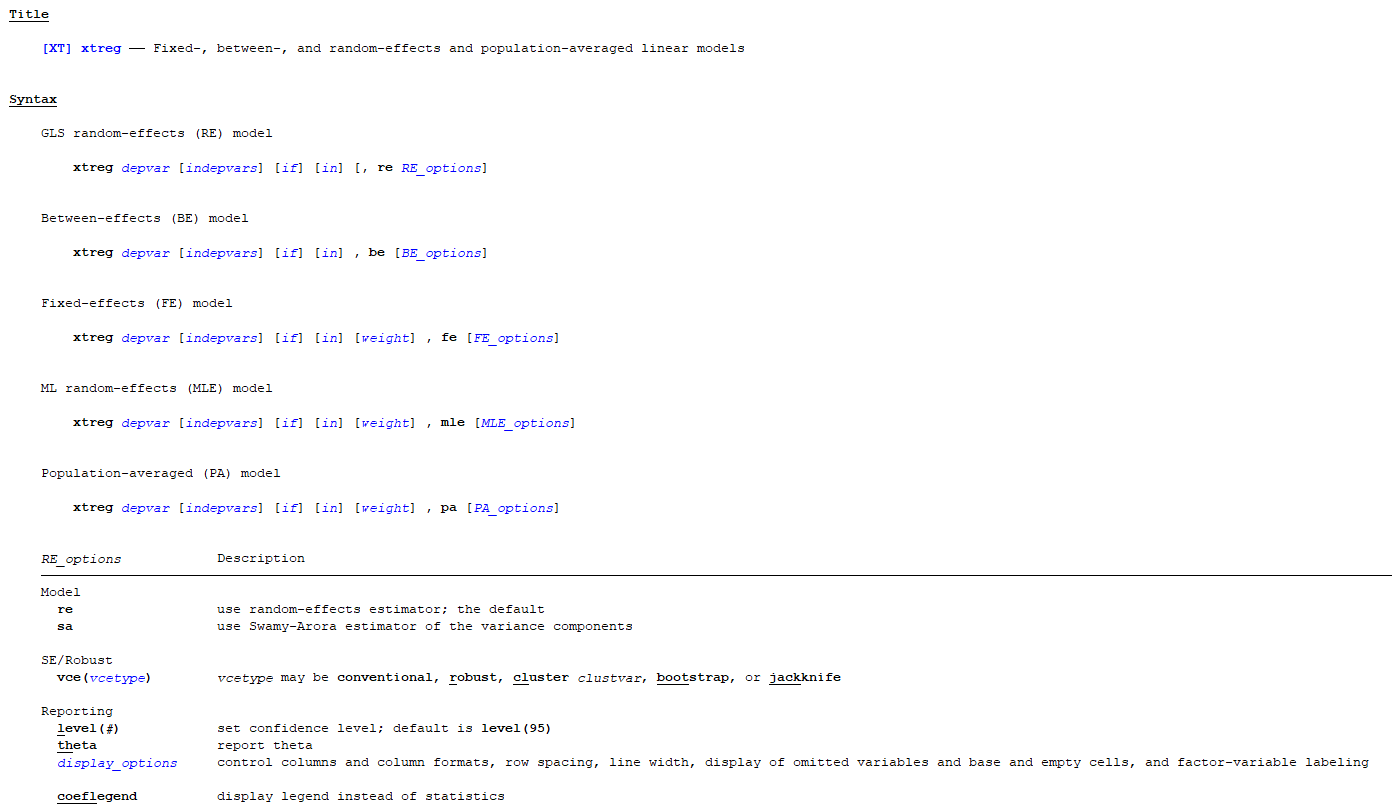 Title
[XT] xtreg — Fixed-, between-, and random-effects and population-averaged linear models
Syntax
GLS random-effects (RE) model
xtreg depvar [indepvars] [if] [in] [, re RE_options]
Between-effects (BE) model
xtreg depvar [indepvars] [if] [in] , be [BE_options]
Fixed-effects (FE) model
xtreg depvar [indepvars] [if] [in] [weight] , fe [FE_options]
ML random-effects (MLE) model
xtreg depvar [indepvars] [if] [in] [weight] , mle [MLE_options]
Population-averaged (PA) model
xtreg depvar [indepvars] [if] [in] [weight] , pa [PA_options]
RE_options Description
Model
re use random-effects estimator; the default
sa use Swamy-Arora estimator of the variance components
SE/Robust
vce(vcetype) vcetype may be conventional, robust, cluster clustvar, bootstrap, or jackknife
Reporting
level(#) set confidence level; default is level(95)
theta report theta
display_options control columns and column formats, row spacing, line width, display of omitted variables and base and empty cells, and factor-variable labeling
coeflegend display legend instead of statistics